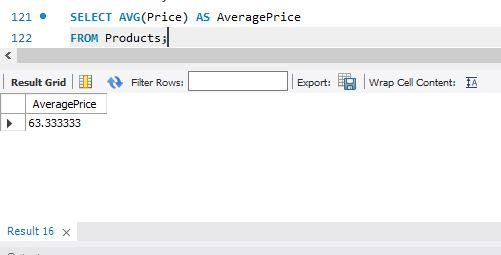 121 SELECT AVG(Price) AS AveragePrice
122 FROM Products;
Result Grid Filter Rows: Export: Wrap Cell Content:
AveragePrice
63.333333
Result 16 ×